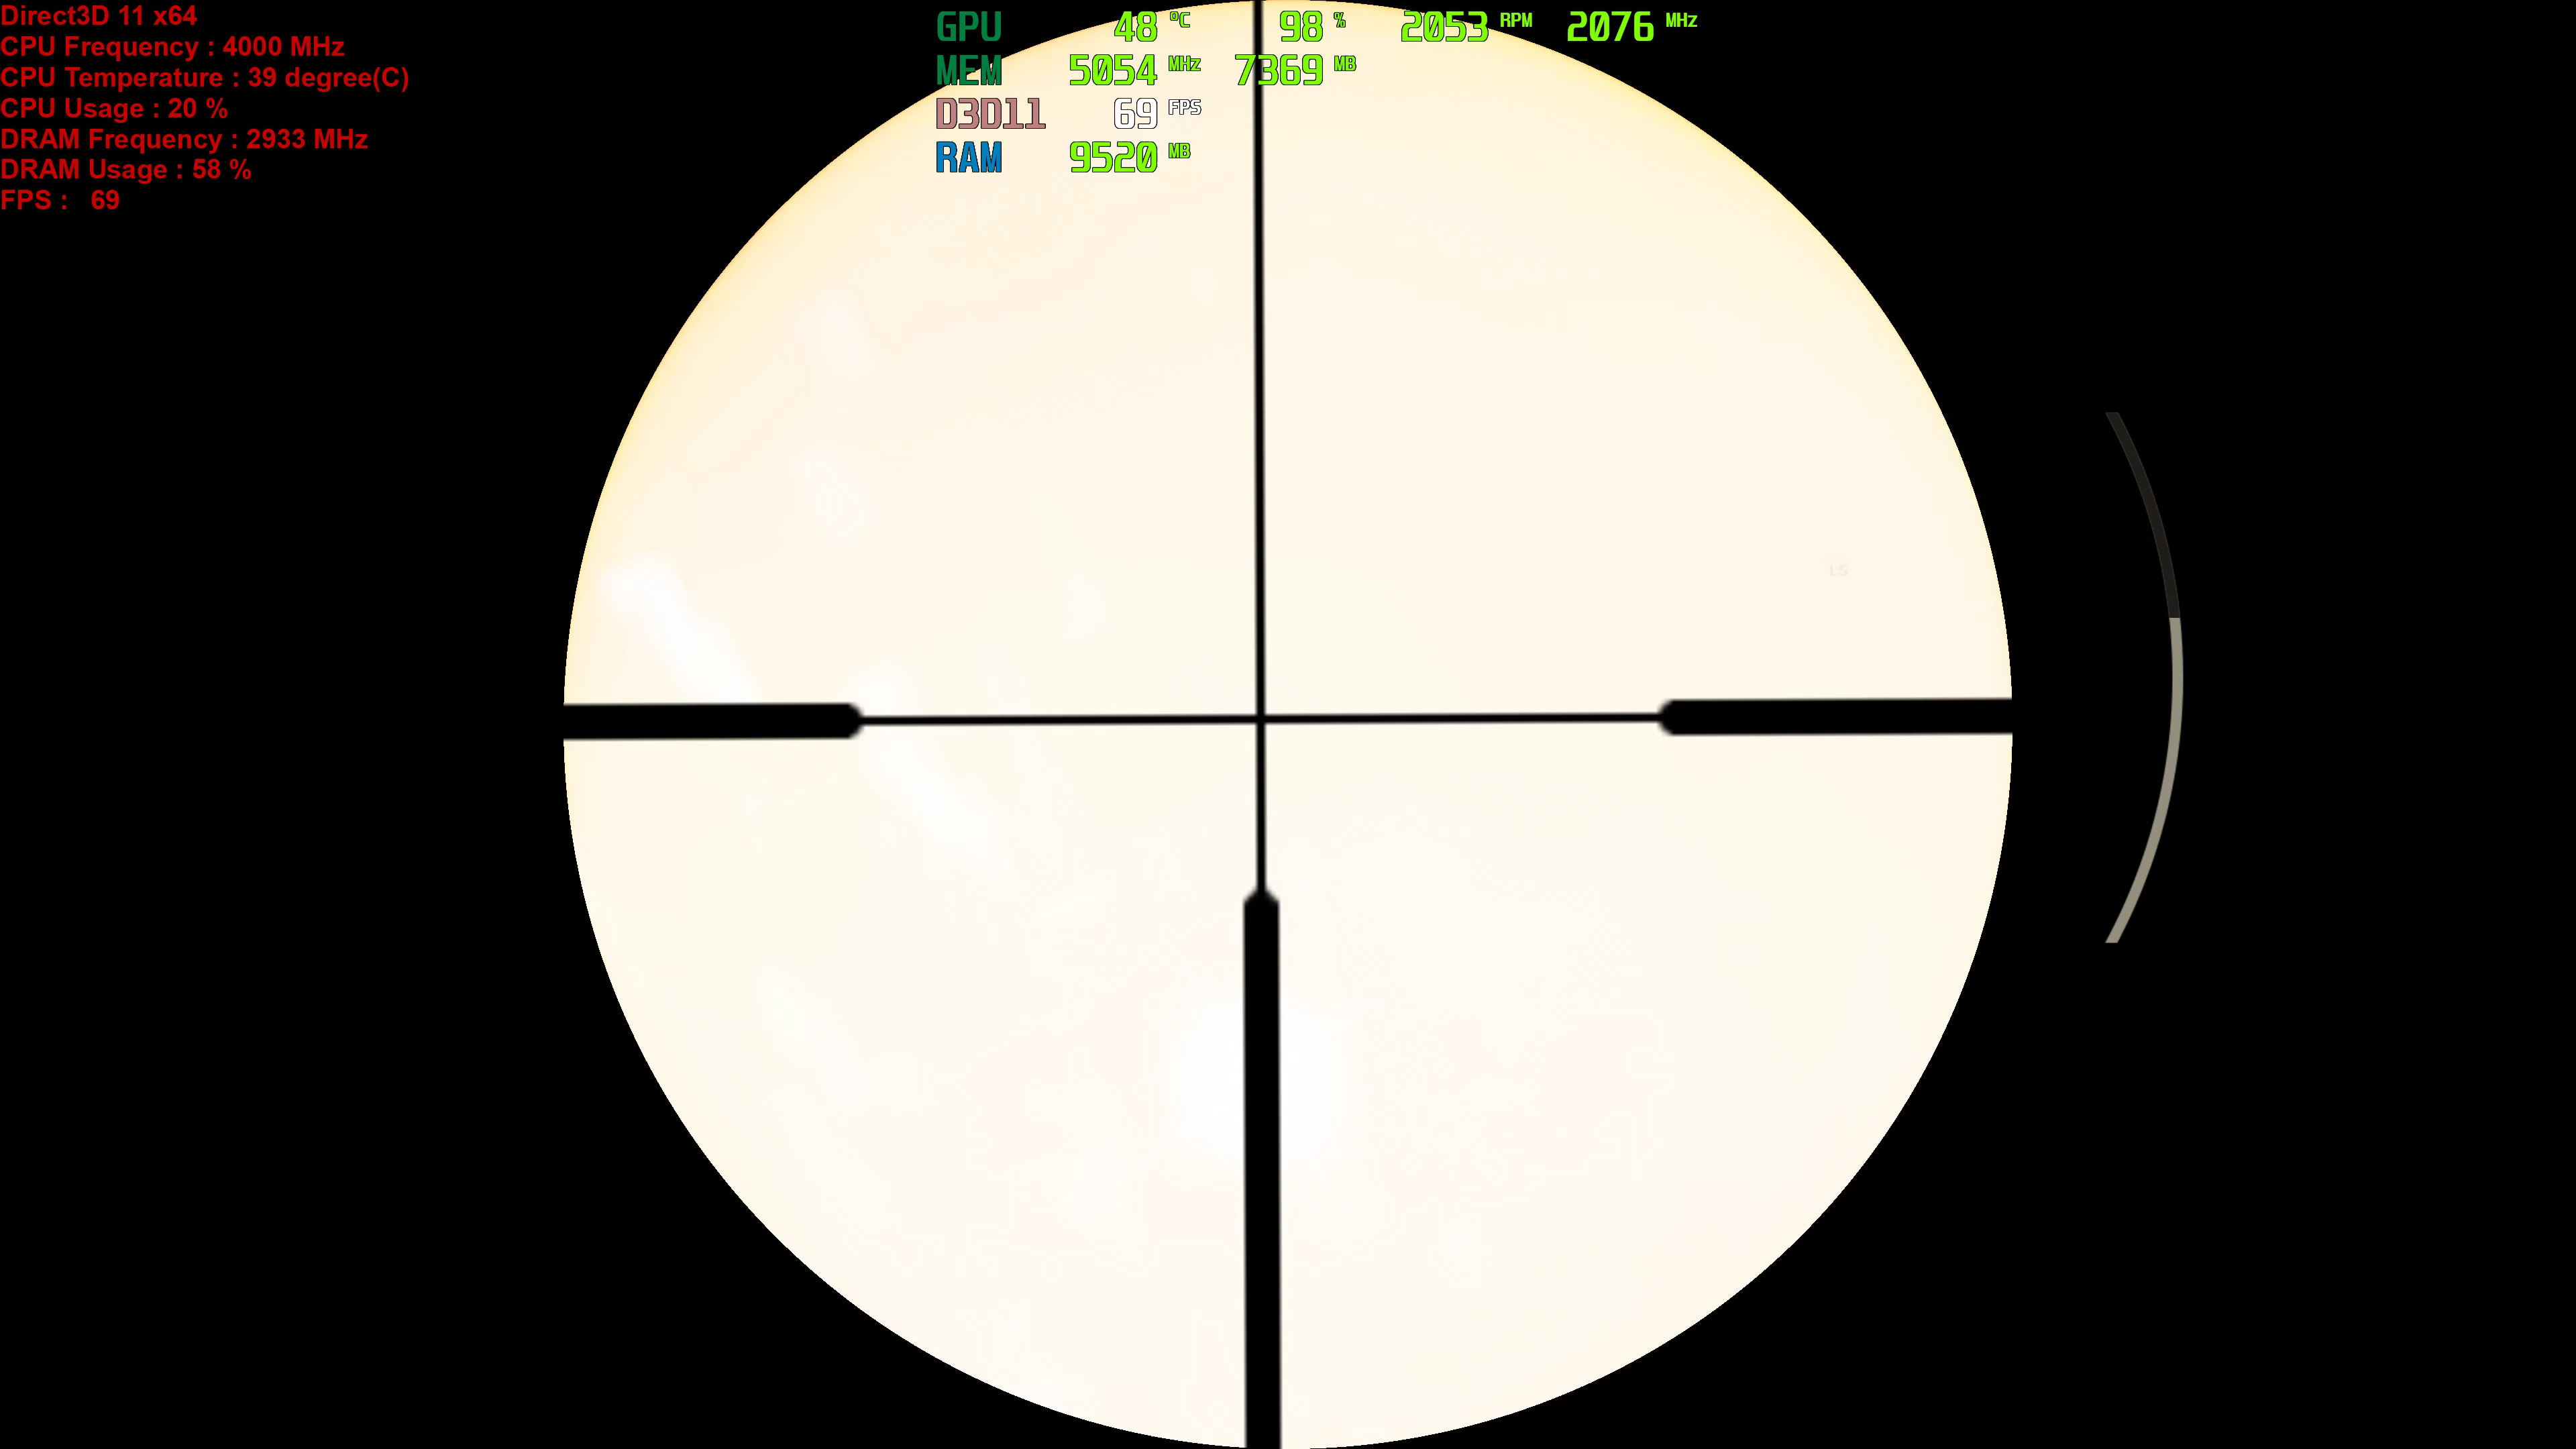 Direct3D 11 x64
CPU Frequency : 4000 MHz
CPU Temperature : 39 degree(C)
CPU Usage : 20 %
DRAM Frequency : 2933 MHz
DRAM Usage : 58 %
FPS : 69
GPU 48 °C 98 % 2053 RPM 2076 MHz
MEM 5054 MHz 7369 MB
D3D11 69 FPS
RAM 9520 MB